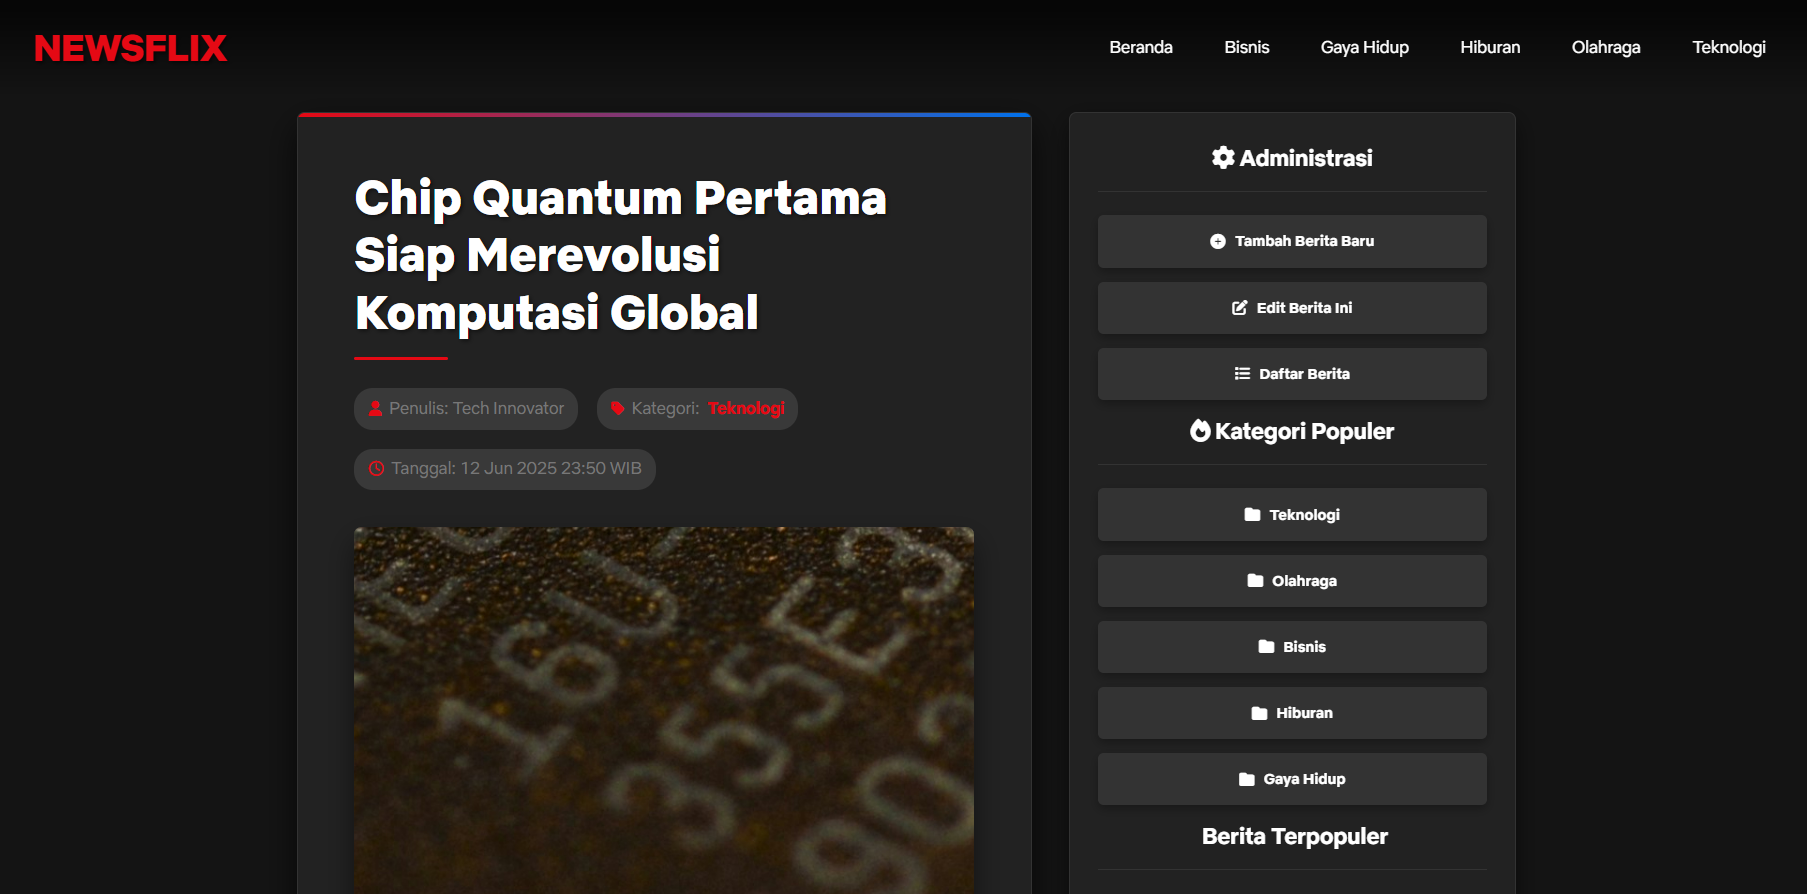 NEWSFLIX
Beranda Bisnis Gaya Hidup Hiburan Olahraga Teknologi
Chip Quantum Pertama
Siap Merevolusi
Komputasi Global
Penulis: Tech Innovator Kategori: Teknologi
Tanggal: 12 Jun 2025 23:50 WIB
16U
355E3
Administrasi
Tambah Berita Baru
Edit Berita Ini
Daftar Berita
Kategori Populer
Teknologi
Olahraga
Bisnis
Hiburan
Gaya Hidup
Berita Terpopuler